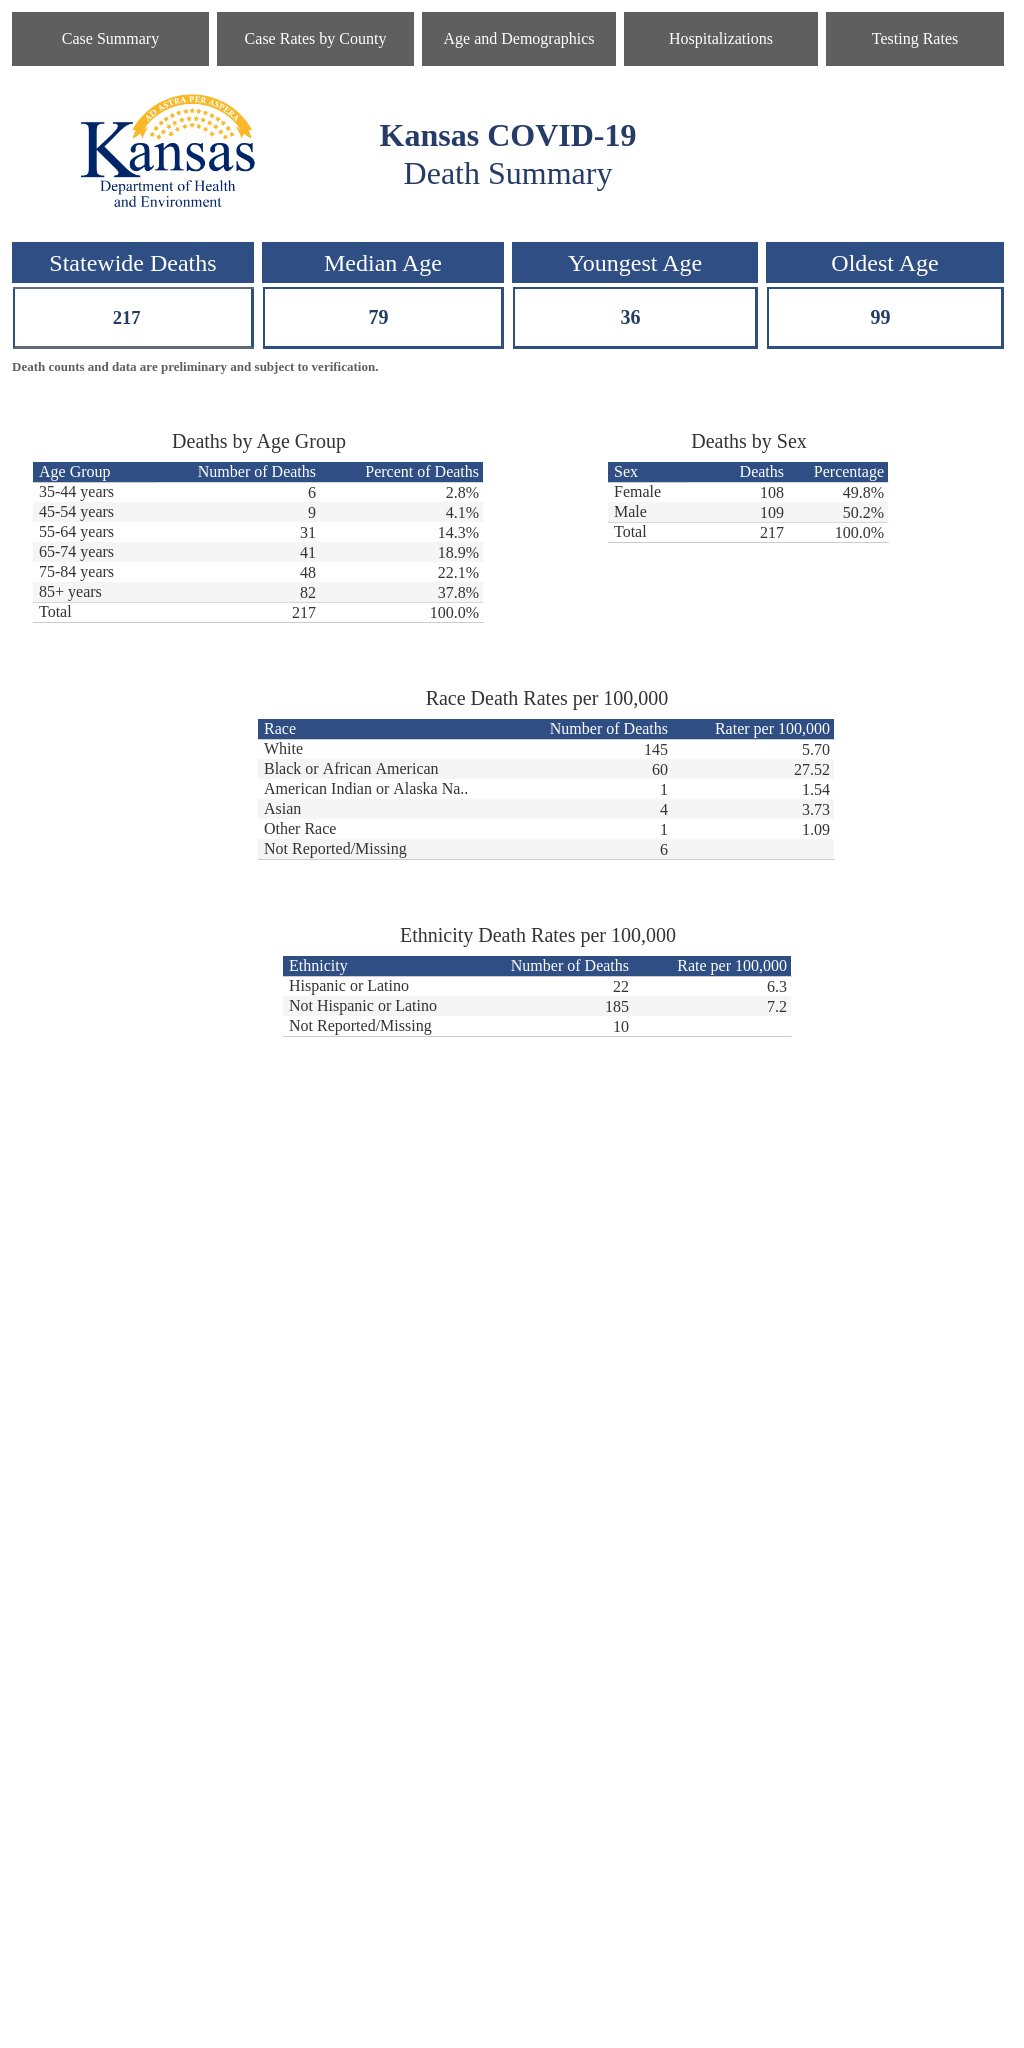 Case Summary Case Rates by County Age and Demographics Hospitalizations Testing Rates
AD ASTRA PER ASPERA
Kansas
Department of Health
and Environment
Kansas COVID-19
Death Summary
Statewide Deaths Median Age Youngest Age Oldest Age
217 79 36 99
Death counts and data are preliminary and subject to verification.
Deaths by Age Group
Age Group Number of Deaths Percent of Deaths
35-44 years 6 2.8%
45-54 years 9 4.1%
55-64 years 31 14.3%
65-74 years 41 18.9%
75-84 years 48 22.1%
85+ years 82 37.8%
Total 217 100.0%
Deaths by Sex
Sex Deaths Percentage
Female 108 49.8%
Male 109 50.2%
Total 217 100.0%
Race Death Rates per 100,000
Race Number of Deaths Rater per 100,000
White 145 5.70
Black or African American 60 27.52
American Indian or Alaska Na.. 1 1.54
Asian 4 3.73
Other Race 1 1.09
Not Reported/Missing 6
Ethnicity Death Rates per 100,000
Ethnicity Number of Deaths Rate per 100,000
Hispanic or Latino 22 6.3
Not Hispanic or Latino 185 7.2
Not Reported/Missing 10